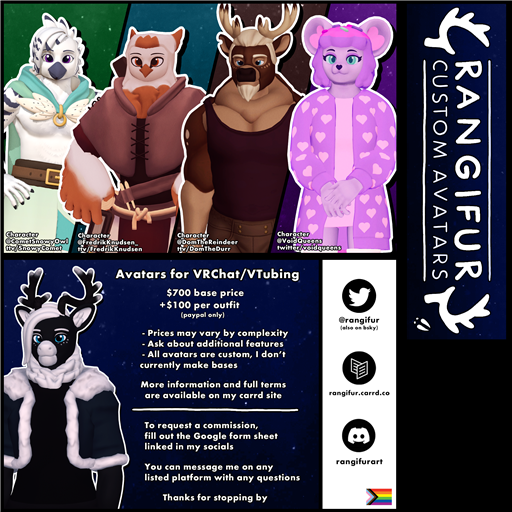 Character
@CometSnowyOwl
ttv/SnowyComet
Character
@FredrikKnudsen_
ttv/FredrikKnudsen
Character
@DomTheReindeer
ttv/DomTheDurr
Character
@VoidQueens
twitter/voidqueens
RANGIFUR
CUSTOM AVATARS
Avatars for VRChat/VTubing
$700 base price
+$100 per outfit
(paypal only)
- Prices may vary by complexity
- Ask about additional features
- All avatars are custom, I don't
currently make bases
More information and full terms
are available on my carrd site
To request a commission,
fill out the Google form sheet
linked in my socials
You can message me on any
listed platform with any questions
Thanks for stopping by
@rangifur
(also on bsky)
rangifur.carrd.co
rangifurart